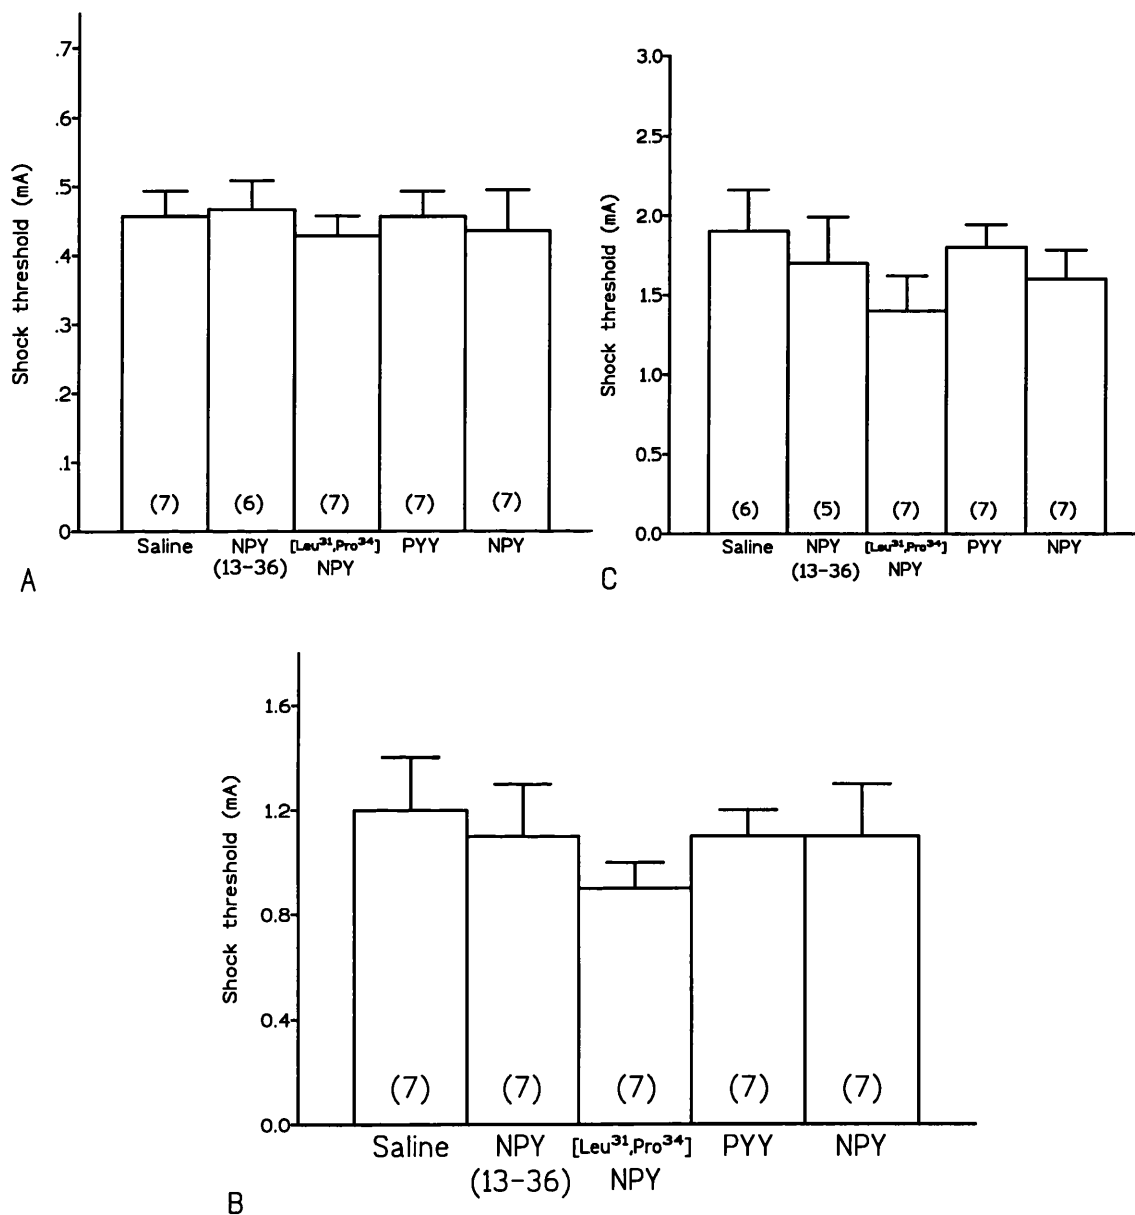 Shock threshold (mA)
.7
.6
.5
.4
.3
.2
.1
0
(7) (6) (7) (7) (7)
Saline NPY [Leu³¹,Pro³⁴] PYY NPY
(13-36) NPY
A
Shock threshold (mA)
3.0
2.5
2.0
1.5
1.0
0.5
0.0
(6) (5) (7) (7) (7)
Saline NPY [Leu³¹,Pro³⁴] PYY NPY
(13-36) NPY
C
Shock threshold (mA)
1.6
1.2
0.8
0.4
0.0
(7) (7) (7) (7) (7)
Saline NPY [Leu³¹,Pro³⁴] PYY NPY
(13-36) NPY
B